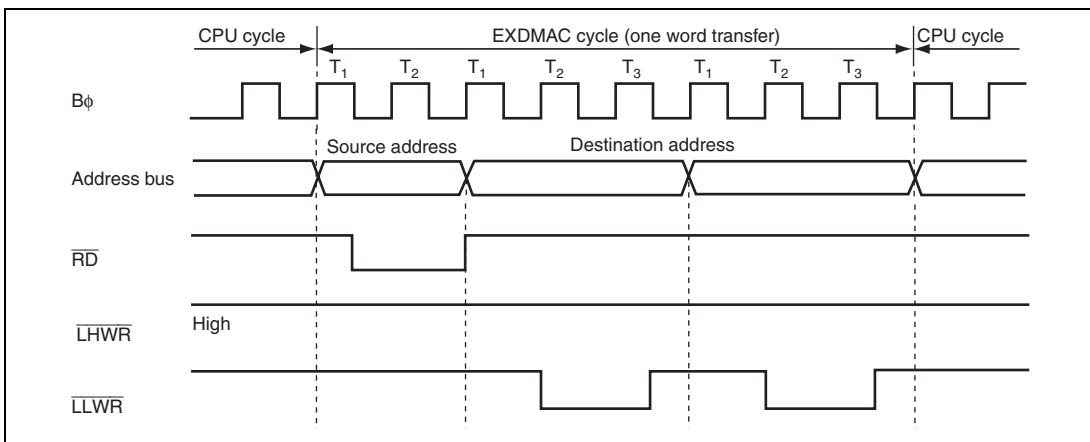 CPU cycle EXDMAC cycle (one word transfer) CPU cycle
T1 T2 T1 T2 T3 T1 T2 T3
Bϕ
Source address Destination address
Address bus
RD
High
LHWR
LLWR